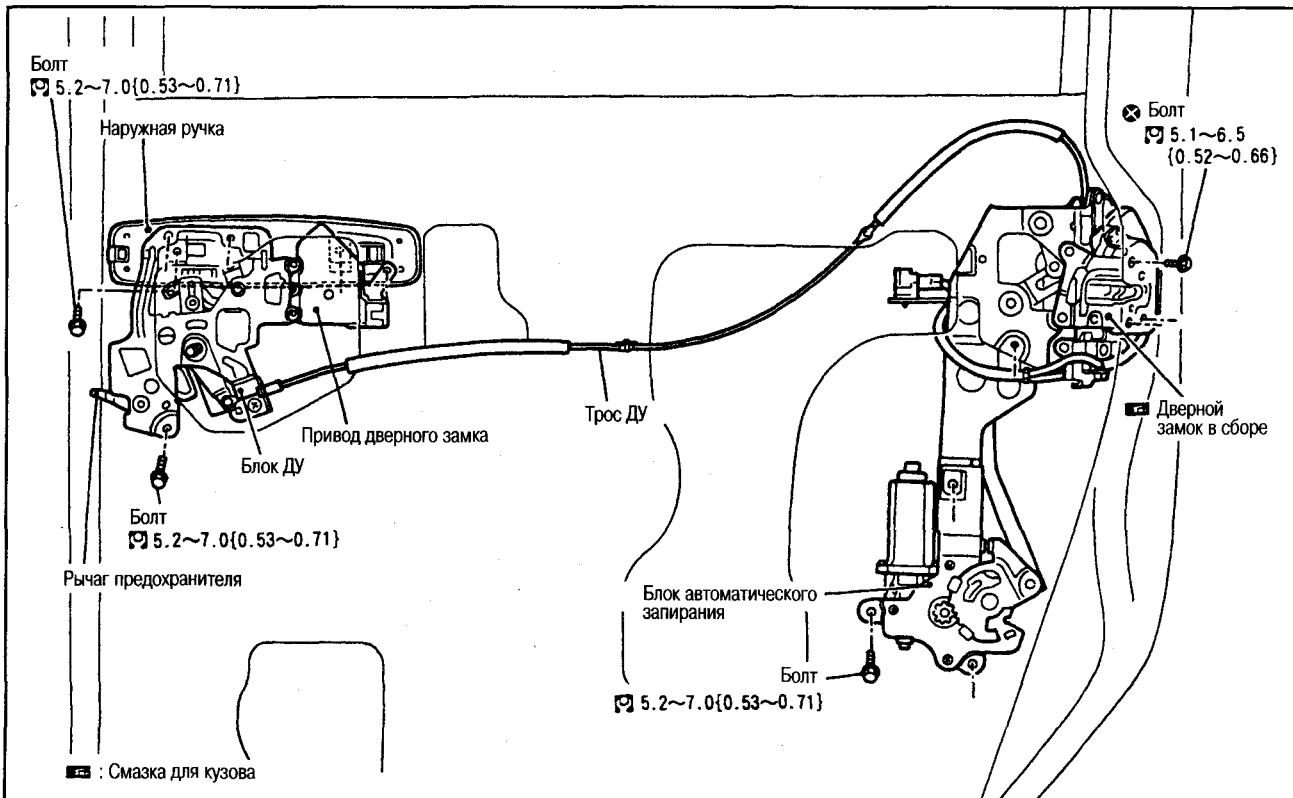 Болт
5.2~7.0{0.53~0.71}
Наружная ручка
Болт
5.1~6.5
{0.52~0.66}
Трос ДУ
Привод дверного замка
Блок ДУ
Дверной
замок в сборе
Болт
5.2~7.0{0.53~0.71}
Рычаг предохранителя
Блок автоматического
запирания
Болт
5.2~7.0{0.53~0.71}
: Смазка для кузова